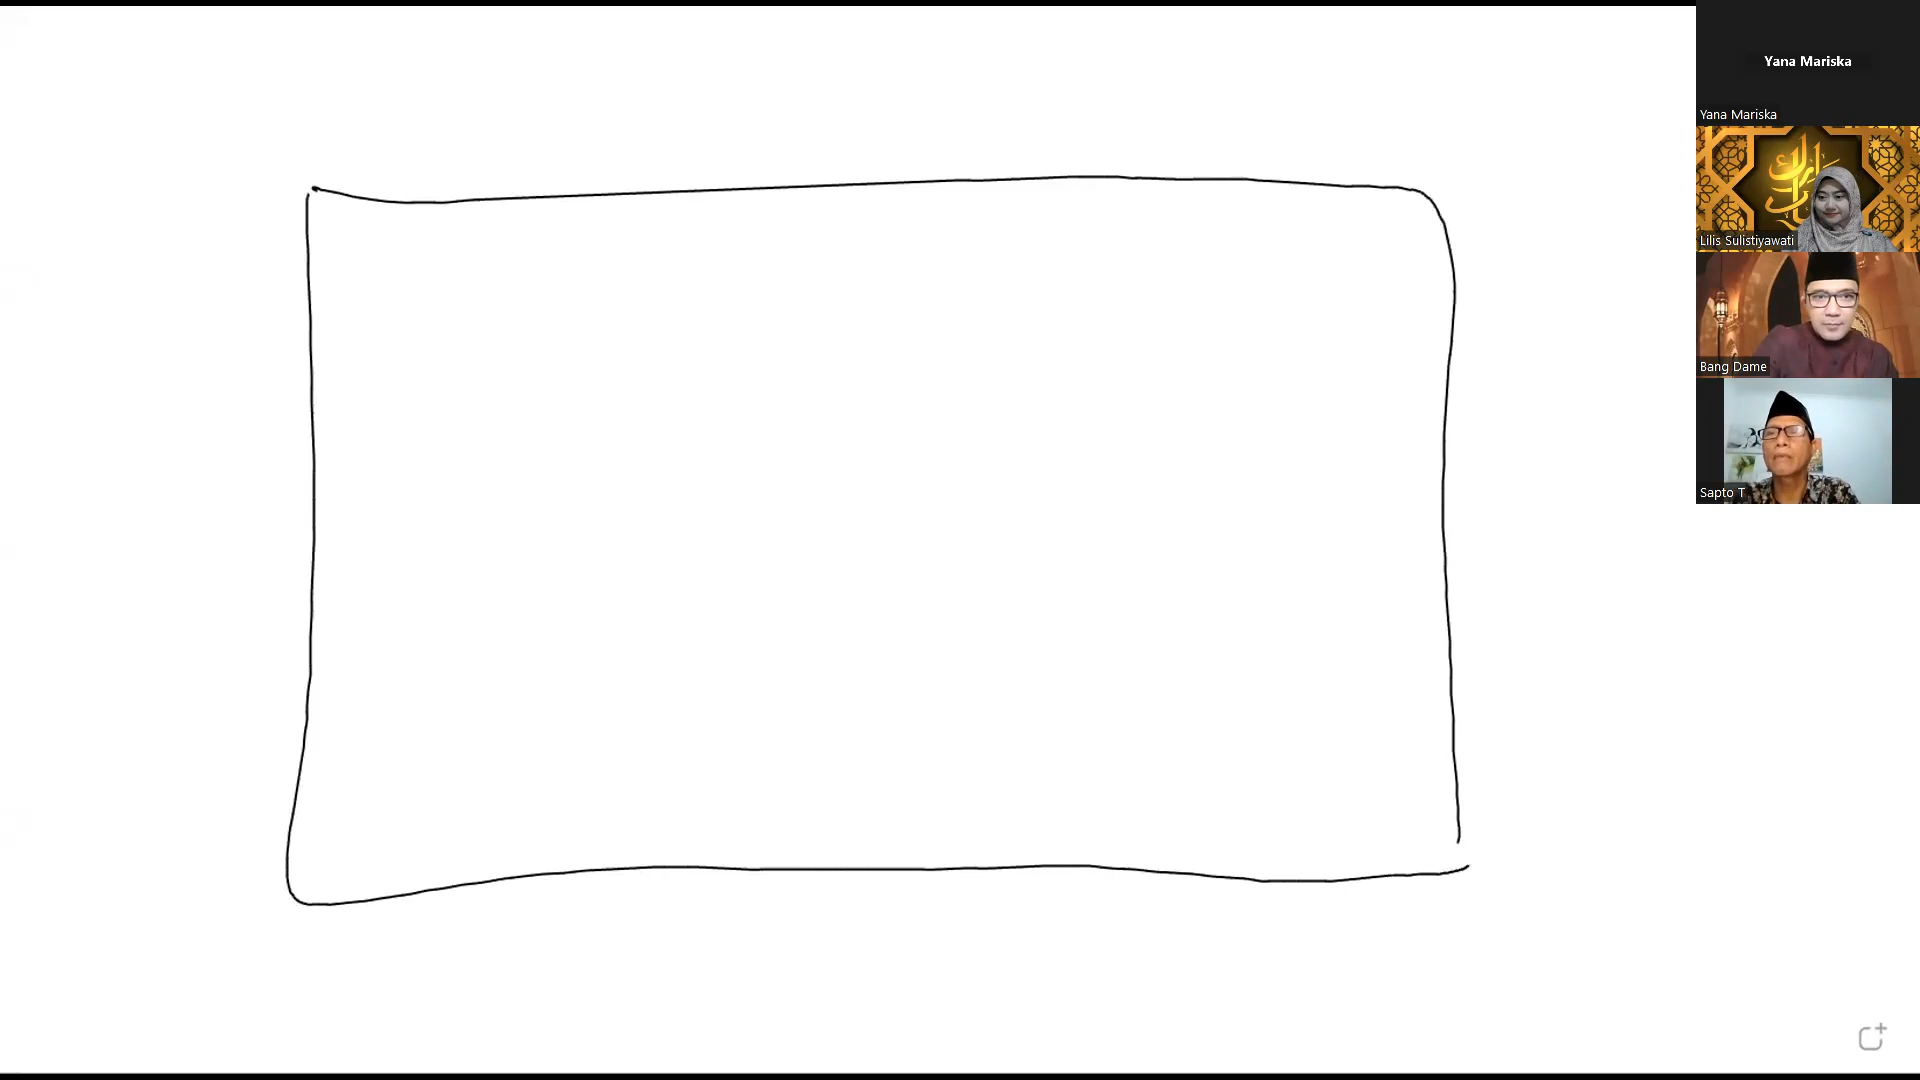 Yana Mariska
Yana Mariska
Lilis Sulistiyawati
Bang Dame
Sapto T